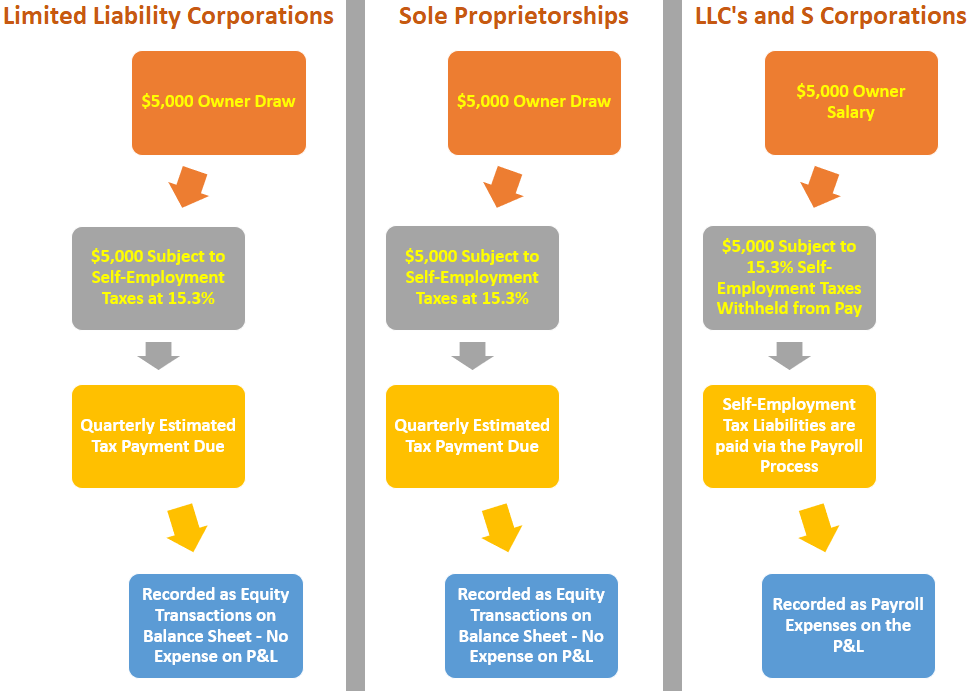 Limited Liability Corporations
$5,000 Owner Draw
$5,000 Subject to
Self-Employment
Taxes at 15.3%
Quarterly Estimated
Tax Payment Due
Recorded as Equity
Transactions on
Balance Sheet - No
Expense on P&L
Sole Proprietorships
$5,000 Owner Draw
$5,000 Subject to
Self-Employment
Taxes at 15.3%
Quarterly Estimated
Tax Payment Due
Recorded as Equity
Transactions on
Balance Sheet - No
Expense on P&L
LLC's and S Corporations
$5,000 Owner
Salary
$5,000 Subject to
15.3% Self-
Employment Taxes
Withheld from Pay
Self-Employment
Tax Liabilities are
paid via the Payroll
Process
Recorded as Payroll
Expenses on the
P&L